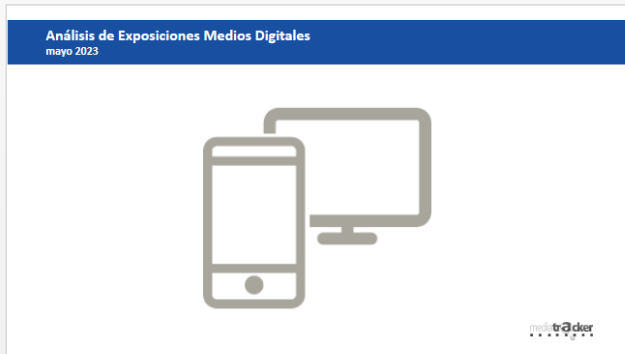 Análisis de Exposiciones Medios Digitales
mayo 2023
mediatracker